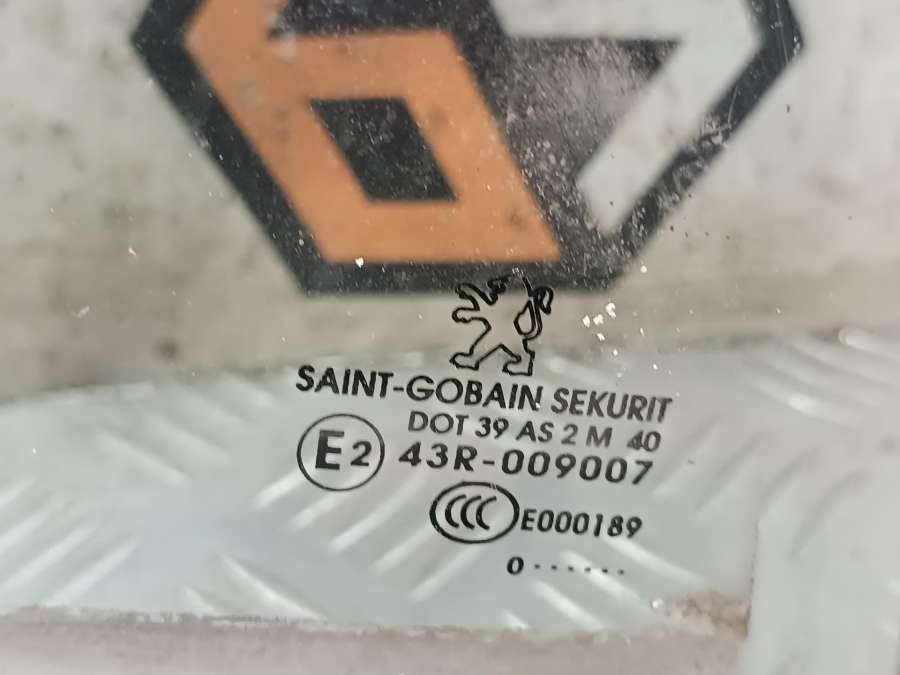 SAINT-GOBAIN SEKURIT
DOT 39 AS 2 M 40
E2 43R-009007
CCC E000189
0 · · · · · ·